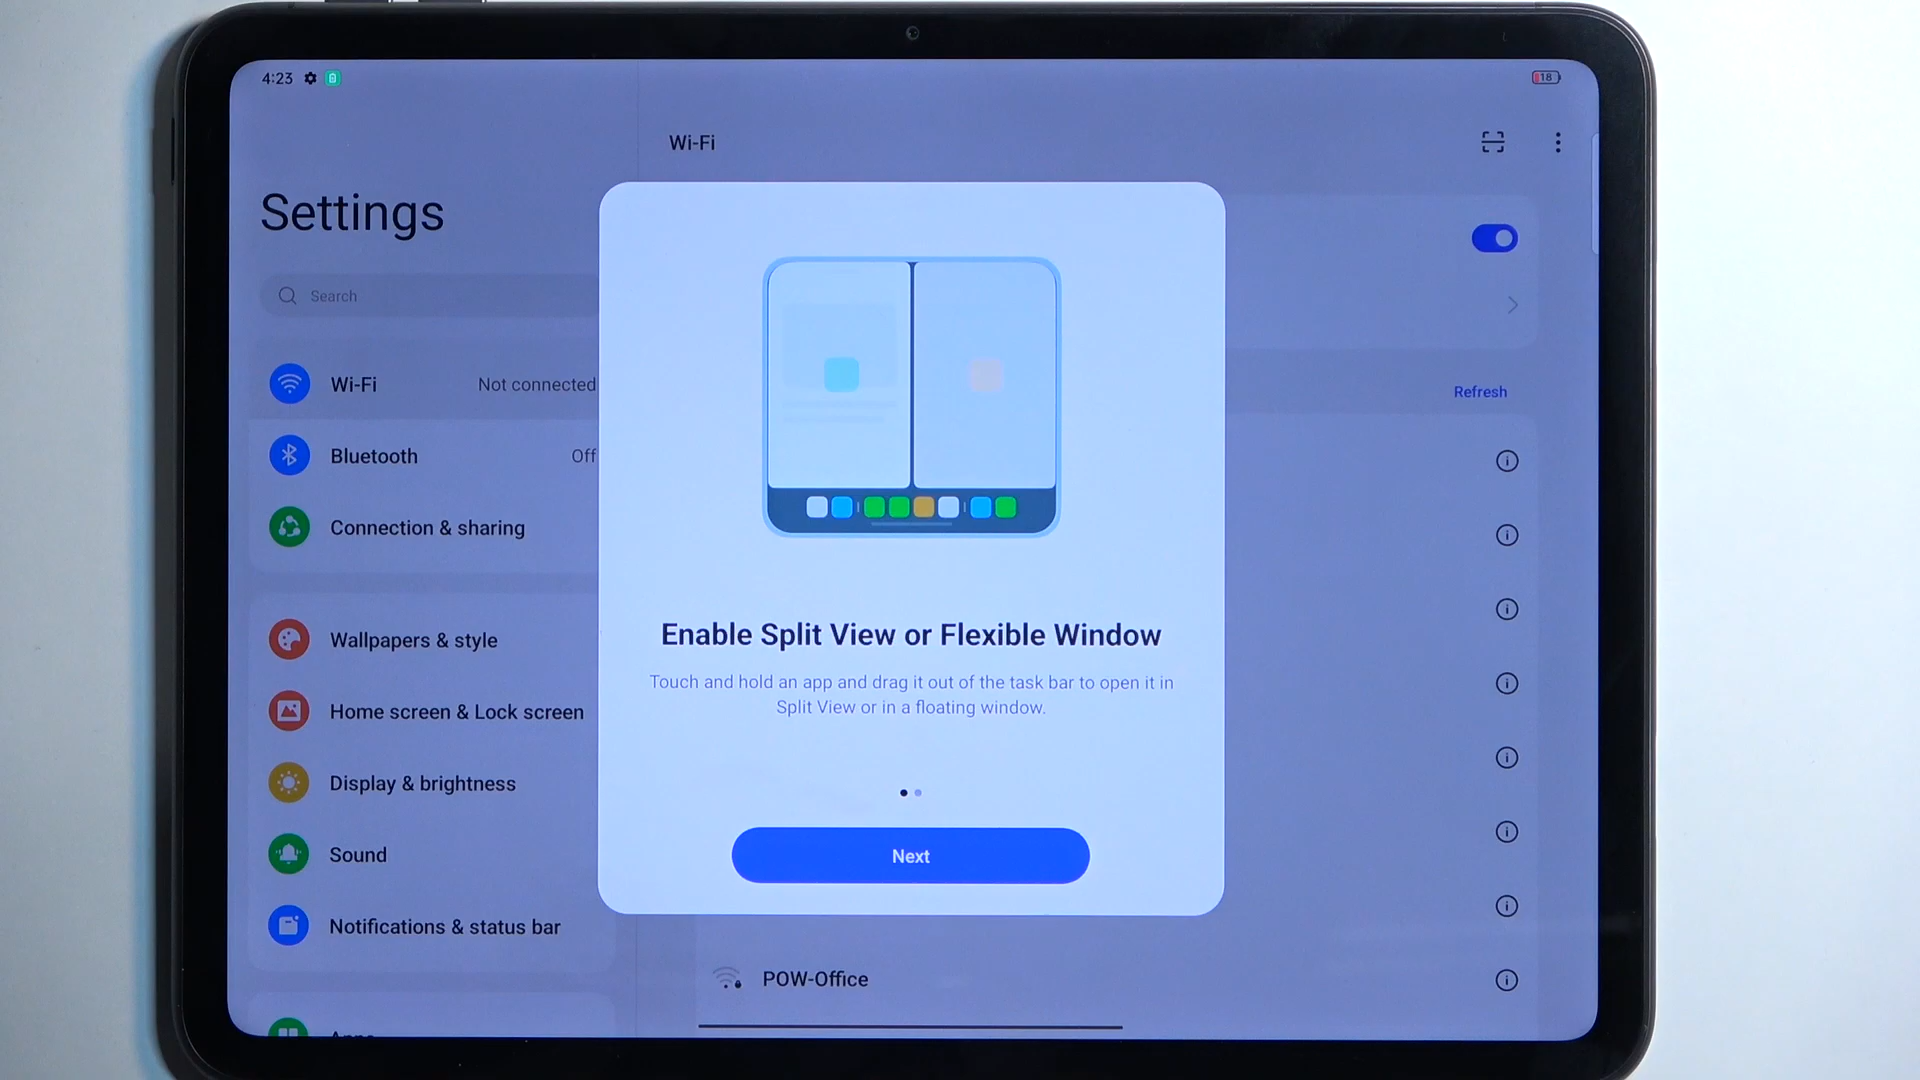 4:23
18
Wi-Fi
Settings
Search
Wi-Fi
Not connected
Refresh
Bluetooth
Off
Connection & sharing
Enable Split View or Flexible Window
Wallpapers & style
Touch and hold an app and drag it out of the task bar to open it in
Split View or in a floating window.
Home screen & Lock screen
Display & brightness
Next
Sound
Notifications & status bar
POW-Office
Apps